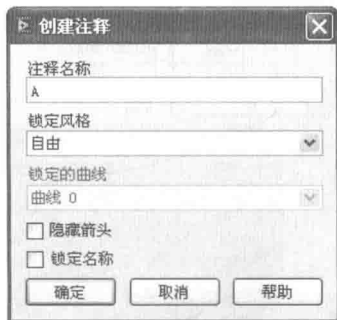 创建注释
注释名称
A
锁定风格
自由
锁定的曲线
曲线 0
隐藏箭头
锁定名称
确定 取消 帮助